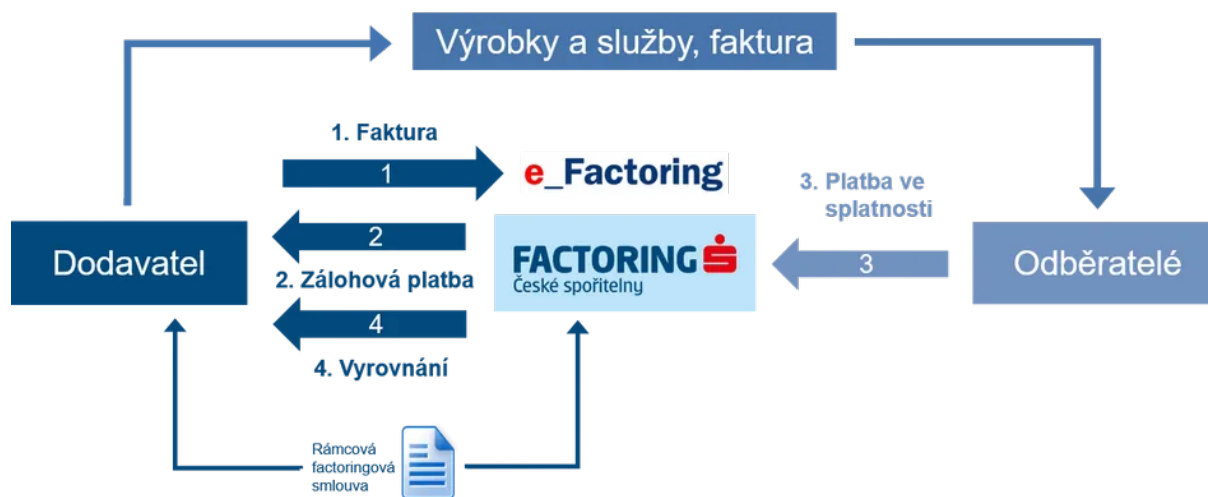 Výrobky a služby, faktura
1. Faktura
1
e_Factoring
3. Platba ve
splatnosti
Dodavatel
2
FACTORING
České spořitelny
3
Odběratelé
2. Zálohová platba
4
4. Vyrovnání
Rámcová
factoringová
smlouva